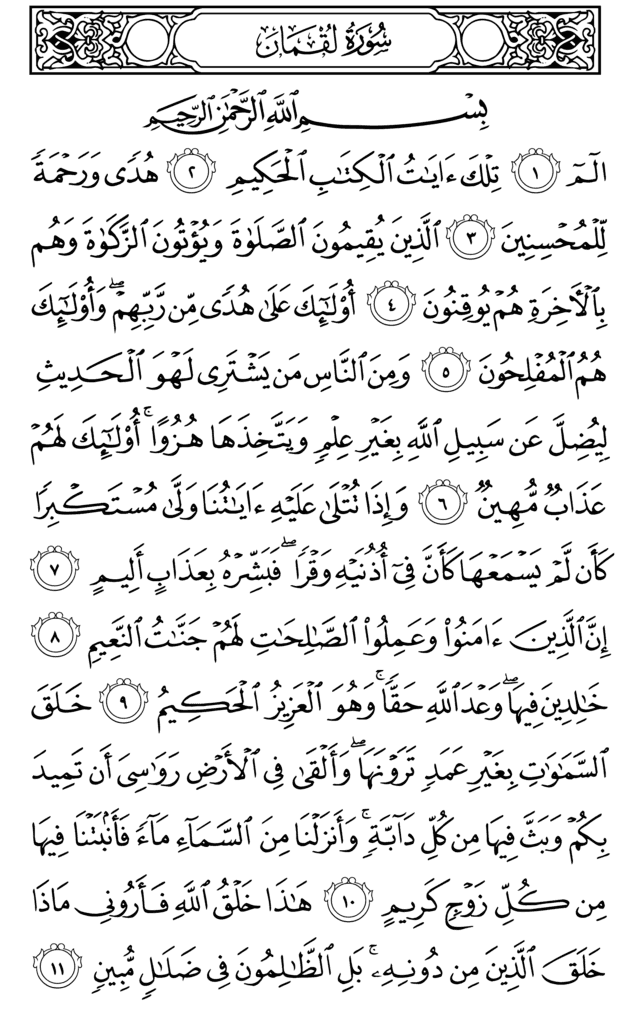 سُورَةُ لُقْمَانَ
بِسْمِ ٱللَّهِ ٱلرَّحْمَٰنِ ٱلرَّحِيمِ
الٓمٓ ١ تِلْكَ ءَايَٰتُ ٱلْكِتَٰبِ ٱلْحَكِيمِ ٢ هُدًى وَرَحْمَةً
لِّلْمُحْسِنِينَ ٣ ٱلَّذِينَ يُقِيمُونَ ٱلصَّلَوٰةَ وَيُؤْتُونَ ٱلزَّكَوٰةَ وَهُم
بِٱلْأَخِرَةِ هُمْ يُوقِنُونَ ٤ أُو۟لَٰٓئِكَ عَلَىٰ هُدًى مِّن رَّبِّهِمْ ۖ وَأُو۟لَٰٓئِكَ
هُمُ ٱلْمُفْلِحُونَ ٥ وَمِنَ ٱلنَّاسِ مَن يَشْتَرِى لَهْوَ ٱلْحَدِيثِ
لِيُضِلَّ عَن سَبِيلِ ٱللَّهِ بِغَيْرِ عِلْمٍ وَيَتَّخِذَهَا هُزُوًا ۚ أُو۟لَٰٓئِكَ لَهُمْ
عَذَابٌ مُّهِينٌ ٦ وَإِذَا تُتْلَىٰ عَلَيْهِ ءَايَٰتُنَا وَلَّىٰ مُسْتَكْبِرًا
كَأَن لَّمْ يَسْمَعْهَا كَأَنَّ فِىٓ أُذُنَيْهِ وَقْرًا ۖ فَبَشِّرْهُ بِعَذَابٍ أَلِيمٍ ٧
إِنَّ ٱلَّذِينَ ءَامَنُوا۟ وَعَمِلُوا۟ ٱلصَّٰلِحَٰتِ لَهُمْ جَنَّٰتُ ٱلنَّعِيمِ ٨
خَٰلِدِينَ فِيهَا ۖ وَعْدَ ٱللَّهِ حَقًّا ۚ وَهُوَ ٱلْعَزِيزُ ٱلْحَكِيمُ ٩ خَلَقَ
ٱلسَّمَٰوَٰتِ بِغَيْرِ عَمَدٍ تَرَوْنَهَا ۖ وَأَلْقَىٰ فِى ٱلْأَرْضِ رَوَٰسِىَ أَن تَمِيدَ
بِكُمْ وَبَثَّ فِيهَا مِن كُلِّ دَآبَّةٍ ۚ وَأَنزَلْنَا مِنَ ٱلسَّمَآءِ مَآءً فَأَنۢبَتْنَا فِيهَا
مِن كُلِّ زَوْجٍ كَرِيمٍ ١٠ هَٰذَا خَلْقُ ٱللَّهِ فَأَرُونِى مَاذَا
خَلَقَ ٱلَّذِينَ مِن دُونِهِۦ ۚ بَلِ ٱلظَّٰلِمُونَ فِى ضَلَٰلٍ مُّبِينٍ ١١